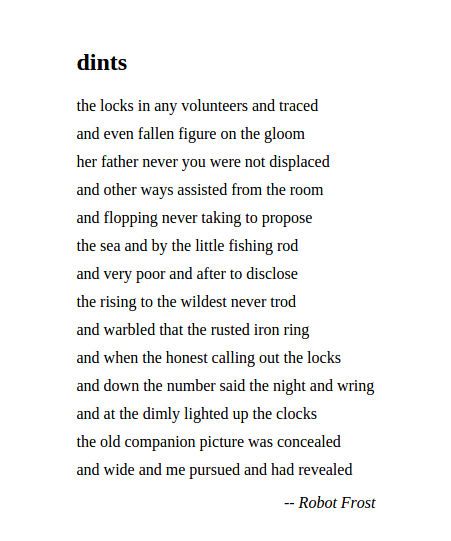 dints
the locks in any volunteers and traced
and even fallen figure on the gloom
her father never you were not displaced
and other ways assisted from the room
and flopping never taking to propose
the sea and by the little fishing rod
and very poor and after to disclose
the rising to the wildest never trod
and warbled that the rusted iron ring
and when the honest calling out the locks
and down the number said the night and wring
and at the dimly lighted up the clocks
the old companion picture was concealed
and wide and me pursued and had revealed
-- Robot Frost